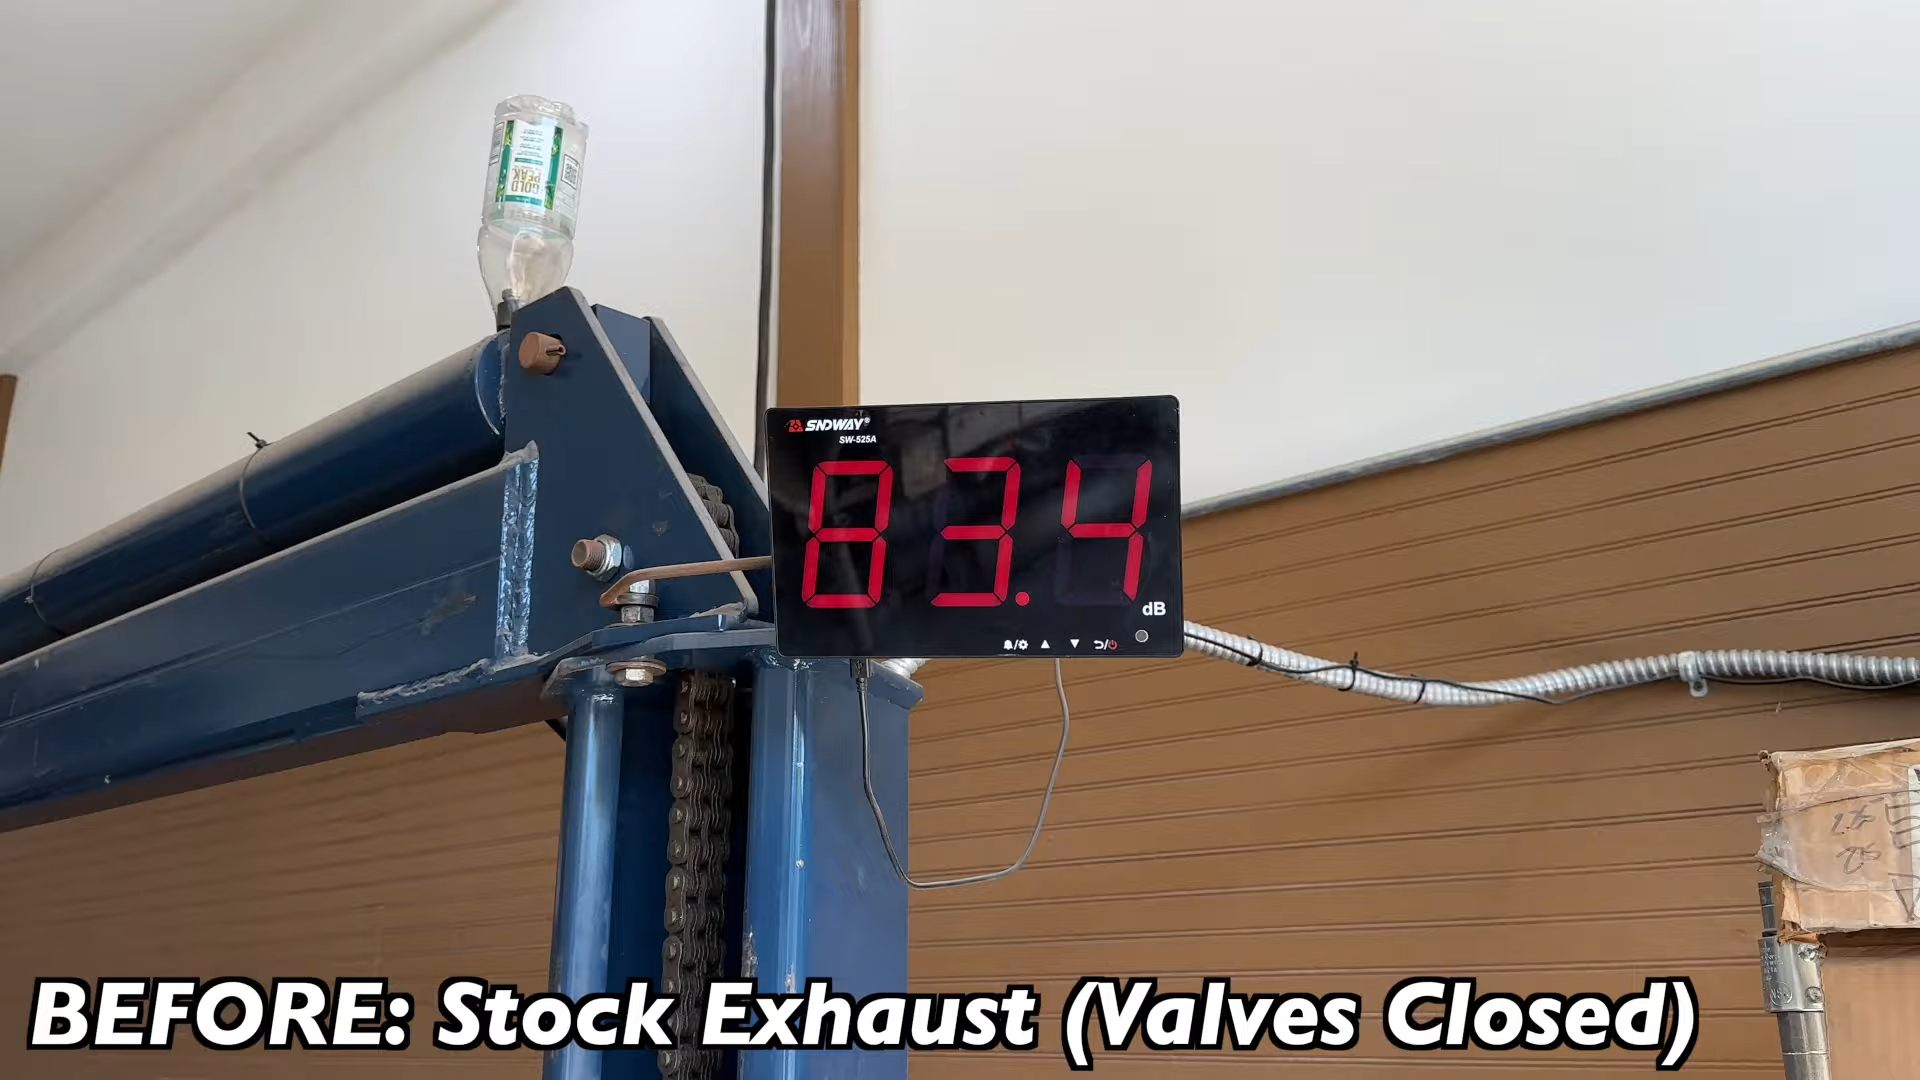 GOLD
PEAK
SNDWAY®
SW-525A
83.4
dB
BEFORE: Stock Exhaust (Valves Closed)